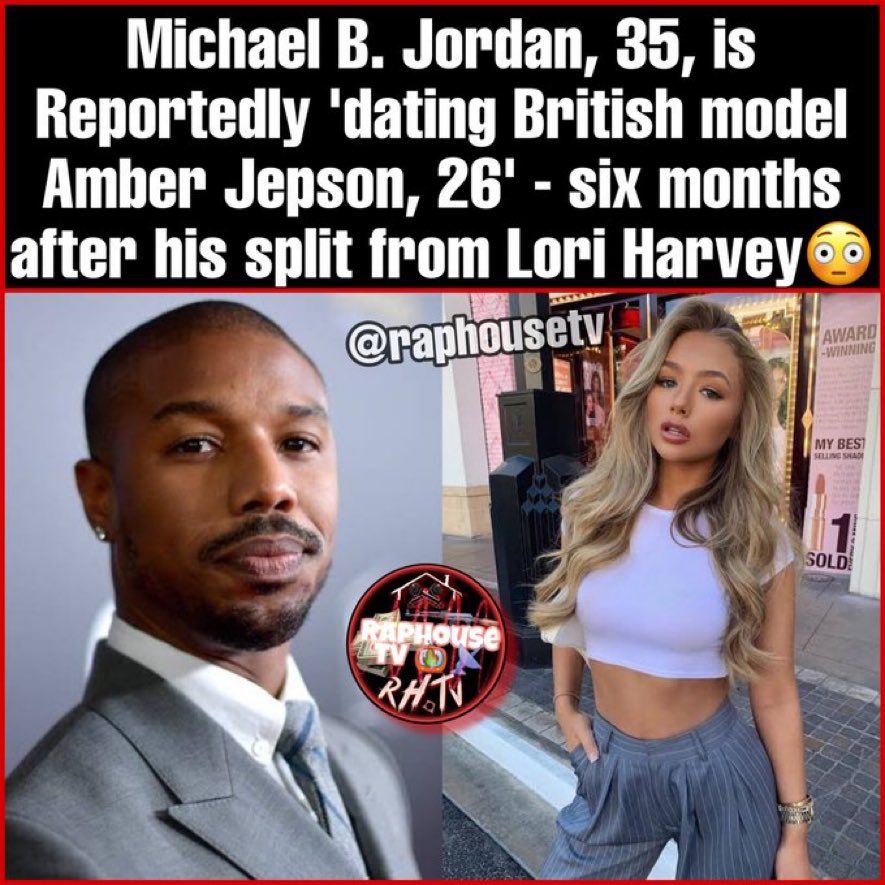 Michael B. Jordan, 35, is
Reportedly 'dating British model
Amber Jepson, 26' - six months
after his split from Lori Harvey😳
@raphousetv
AWARD
-WINNING
MY BEST
SELLING SHAD
1
SOLD
RAPHOUSE
TV
RH.TV